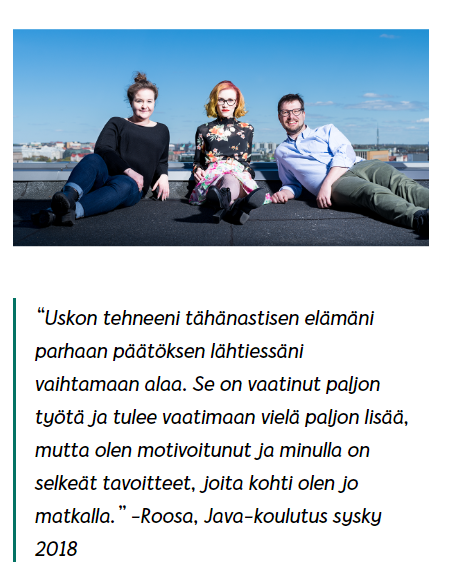 “Uskon tehneeni tähänastisen elämäni
parhaan päätöksen lähtiessäni
vaihtamaan alaa. Se on vaatinut paljon
työtä ja tulee vaatimaan vielä paljon lisää,
mutta olen motivoitunut ja minulla on
selkeät tavoitteet, joita kohti olen jo
matkalla.” -Roosa, Java-koulutus sysky
2018